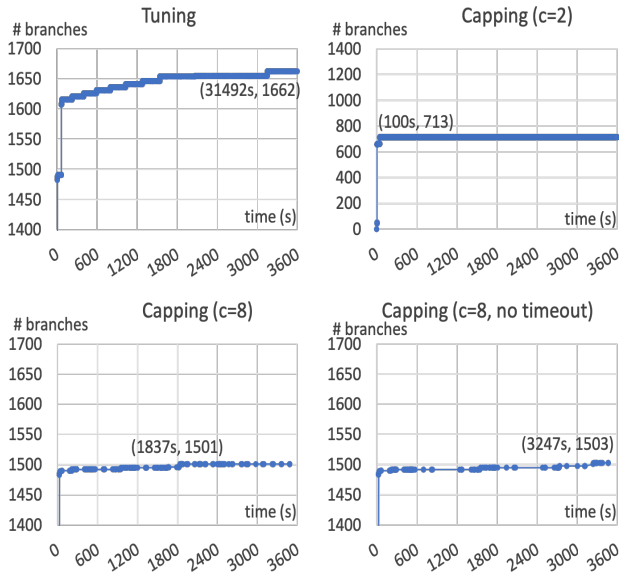 Tuning
# branches
1700
1650
1600
1550
1500
1450
1400
(31492s, 1662)
time (s)
0 600 1200 1800 2400 3000 3600
Capping (c=2)
# branches
1400
1200
1000
800
600
400
200
0
(100s, 713)
time (s)
0 600 1200 1800 2400 3000 3600
Capping (c=8)
# branches
1700
1650
1600
1550
1500
1450
1400
(1837s, 1501)
time (s)
0 600 1200 1800 2400 3000 3600
Capping (c=8, no timeout)
# branches
1700
1650
1600
1550
1500
1450
1400
(3247s, 1503)
time (s)
0 600 1200 1800 2400 3000 3600